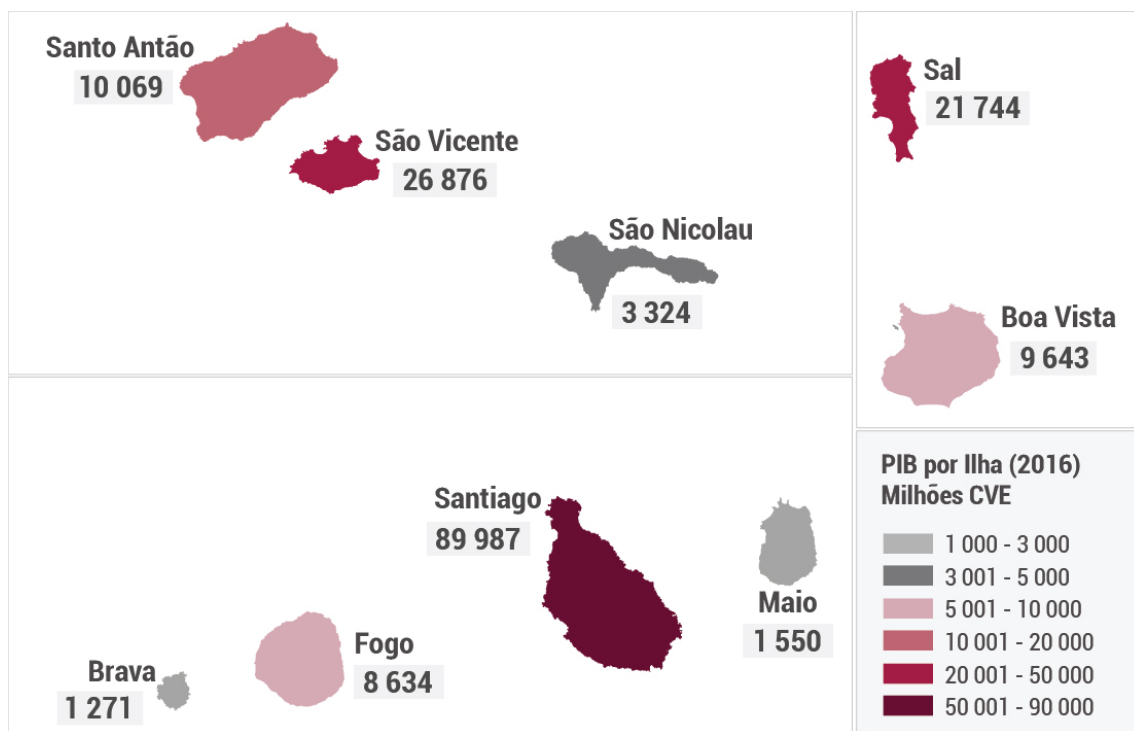 Santo Antão
10 069
São Vicente
26 876
São Nicolau
3 324
Sal
21 744
Boa Vista
9 643
Santiago
89 987
Maio
1 550
Fogo
8 634
Brava
1 271
PIB por Ilha (2016)
Milhões CVE
1 000 - 3 000
3 001 - 5 000
5 001 - 10 000
10 001 - 20 000
20 001 - 50 000
50 001 - 90 000